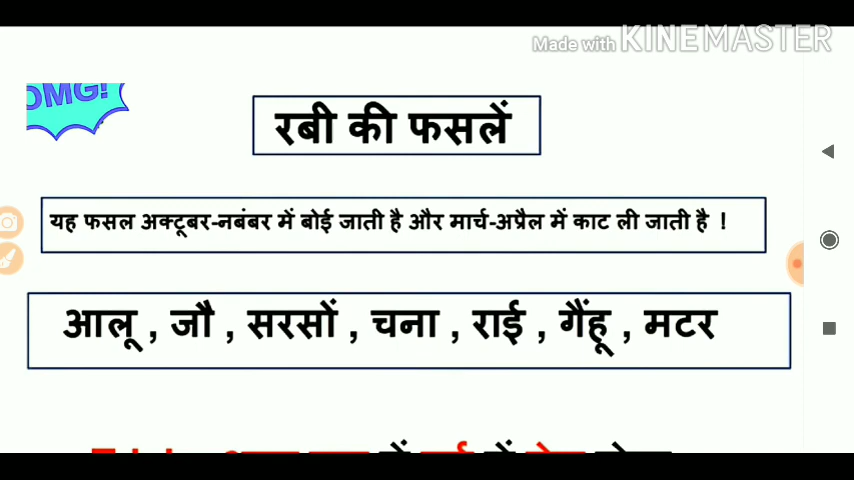 Made with KINEMASTER
OMG!
रबी की फसलें
यह फसल अक्टूबर-नबंबर में बोई जाती है और मार्च-अप्रैल में काट ली जाती है !
आलू , जौ , सरसों , चना , राई , गैंहू , मटर